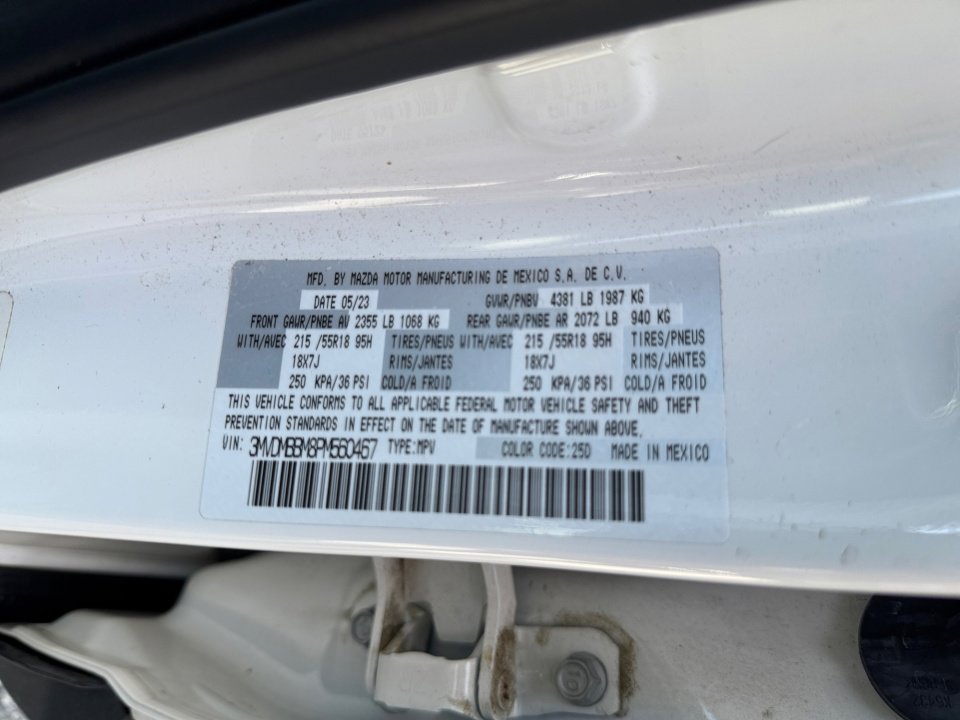 MFD. BY MAZDA MOTOR MANUFACTURING DE MEXICO S.A. DE C.V.
DATE 05/23 GVWR/PNBV 4381 LB 1987 KG
FRONT GAWR/PNBE AV 2355 LB 1068 KG REAR GAWR/PNBE AR 2072 LB 940 KG
WITH/AVEC 215 /55R18 95H TIRES/PNEUS WITH/AVEC 215 /55R18 95H TIRES/PNEUS
18X7J RIMS/JANTES 18X7J RIMS/JANTES
250 KPA/36 PSI COLD/A FROID 250 KPA/36 PSI COLD/A FROID
THIS VEHICLE CONFORMS TO ALL APPLICABLE FEDERAL MOTOR VEHICLE SAFETY AND THEFT
PREVENTION STANDARDS IN EFFECT ON THE DATE OF MANUFACTURE SHOWN ABOVE.
VIN: 3MVDMBBM8PM560467 TYPE:MPV COLOR CODE:25D MADE IN MEXICO